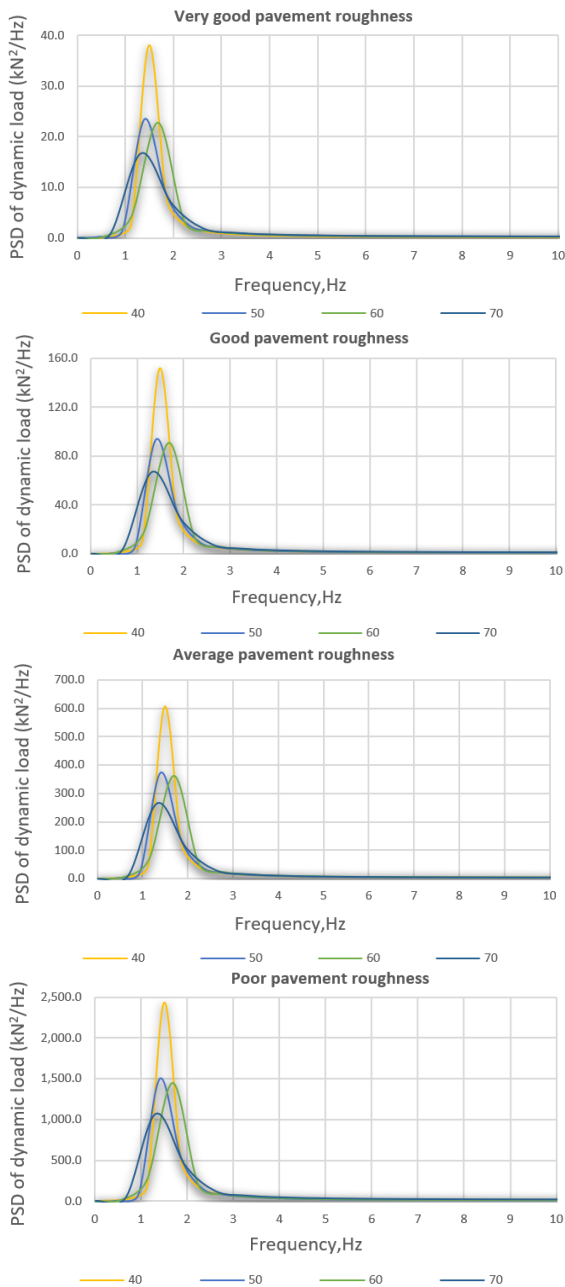 Very good pavement roughness
PSD of dynamic load (kN²/Hz)
40.0
30.0
20.0
10.0
0.0
0 1 2 3 4 5 6 7 8 9 10
Frequency,Hz
40 50 60 70
Good pavement roughness
PSD of dynamic load (kN²/Hz)
160.0
120.0
80.0
40.0
0.0
0 1 2 3 4 5 6 7 8 9 10
Frequency,Hz
40 50 60 70
Average pavement roughness
PSD of dynamic load (kN²/Hz)
700.0
600.0
500.0
400.0
300.0
200.0
100.0
0.0
0 1 2 3 4 5 6 7 8 9 10
Frequency,Hz
40 50 60 70
Poor pavement roughness
PSD of dynamic load (kN²/Hz)
2,500.0
2,000.0
1,500.0
1,000.0
500.0
0.0
0 1 2 3 4 5 6 7 8 9 10
Frequency,Hz
40 50 60 70